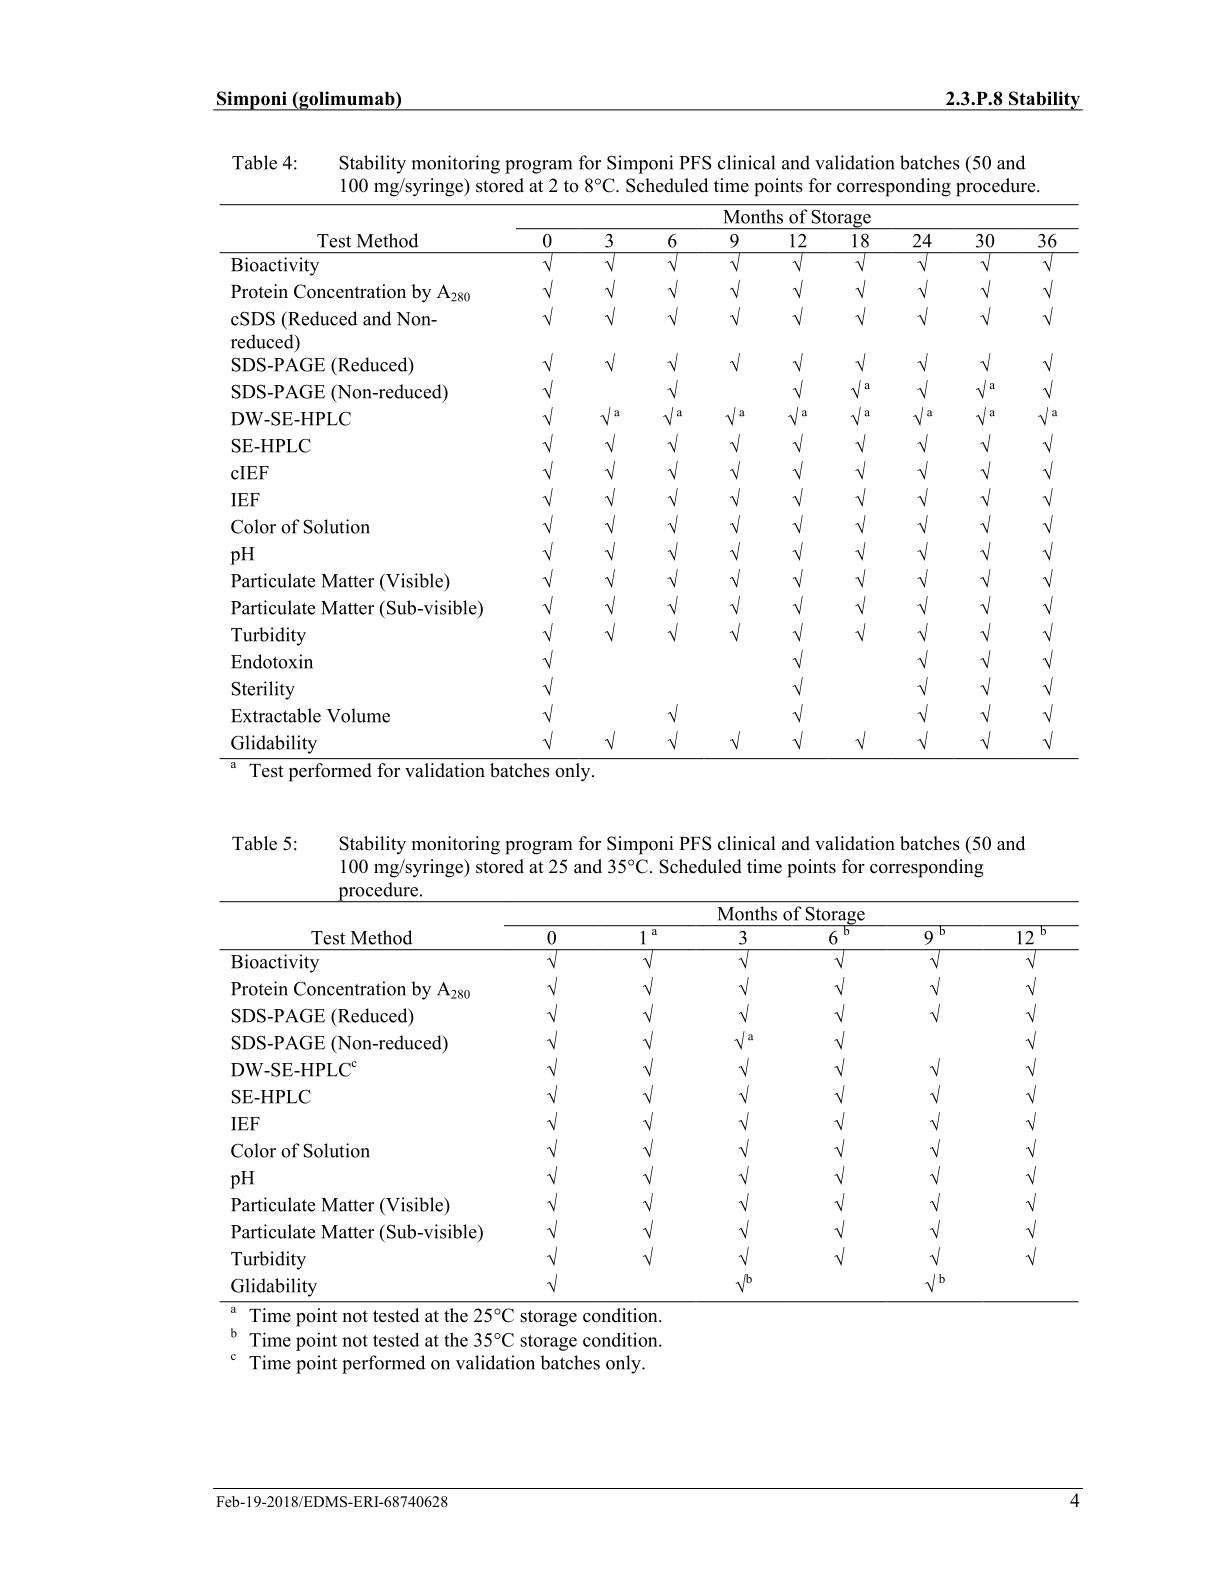 Simponi (golimumab) 2.3.P.8 Stability
Table 4: Stability monitoring program for Simponi PFS clinical and validation batches (50 and
100 mg/syringe) stored at 2 to 8°C. Scheduled time points for corresponding procedure.
Months of Storage
Test Method 0 3 6 9 12 18 24 30 36
Bioactivity √ √ √ √ √ √ √ √ √
Protein Concentration by A280 √ √ √ √ √ √ √ √ √
cSDS (Reduced and Non- √ √ √ √ √ √ √ √ √
reduced)
SDS-PAGE (Reduced) √ √ √ √ √ √ √ √ √
SDS-PAGE (Non-reduced) √ √ √ √ a √ √ a √
DW-SE-HPLC √ √ a √ a √ a √ a √ a √ a √ a √ a
SE-HPLC √ √ √ √ √ √ √ √ √
cIEF √ √ √ √ √ √ √ √ √
IEF √ √ √ √ √ √ √ √ √
Color of Solution √ √ √ √ √ √ √ √ √
pH √ √ √ √ √ √ √ √ √
Particulate Matter (Visible) √ √ √ √ √ √ √ √ √
Particulate Matter (Sub-visible) √ √ √ √ √ √ √ √ √
Turbidity √ √ √ √ √ √ √ √ √
Endotoxin √ √ √ √ √
Sterility √ √ √ √ √
Extractable Volume √ √ √ √ √ √
Glidability √ √ √ √ √ √ √ √ √
a Test performed for validation batches only.
Table 5: Stability monitoring program for Simponi PFS clinical and validation batches (50 and
100 mg/syringe) stored at 25 and 35°C. Scheduled time points for corresponding
procedure.
Months of Storage
Test Method 0 1 a 3 6 b 9 b 12 b
Bioactivity √ √ √ √ √ √
Protein Concentration by A280 √ √ √ √ √ √
SDS-PAGE (Reduced) √ √ √ √ √ √
SDS-PAGE (Non-reduced) √ √ √ a √ √
DW-SE-HPLCc √ √ √ √ √ √
SE-HPLC √ √ √ √ √ √
IEF √ √ √ √ √ √
Color of Solution √ √ √ √ √ √
pH √ √ √ √ √ √
Particulate Matter (Visible) √ √ √ √ √ √
Particulate Matter (Sub-visible) √ √ √ √ √ √
Turbidity √ √ √ √ √ √
Glidability √ √b √ b
a Time point not tested at the 25°C storage condition.
b Time point not tested at the 35°C storage condition.
c Time point performed on validation batches only.
Feb-19-2018/EDMS-ERI-68740628 4